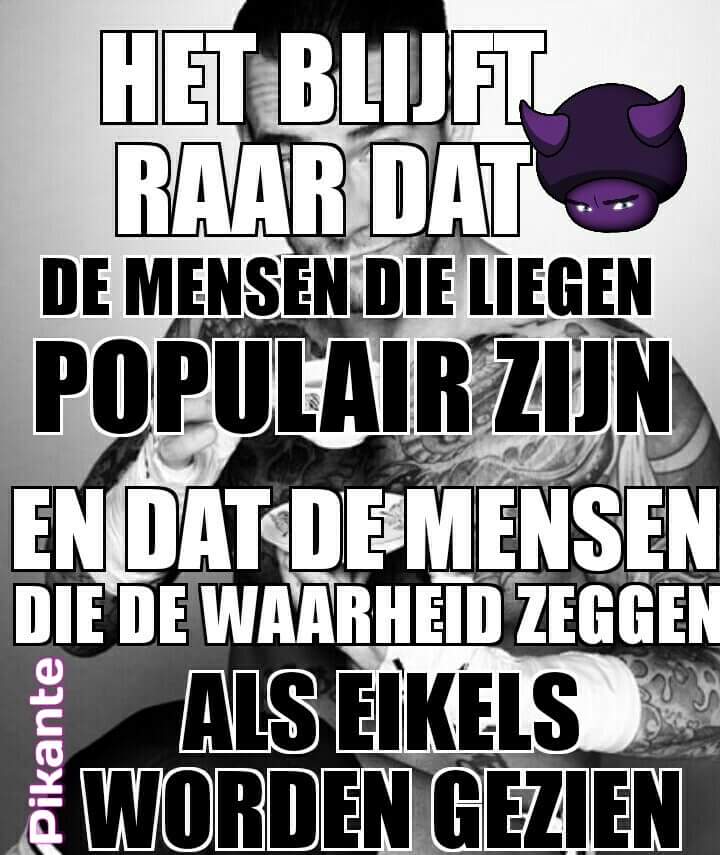 HET BLIJFT
RAAR DAT
DE MENSEN DIE LIEGEN
POPULAIR ZIJN
EN DAT DE MENSEN
DIE DE WAARHEID ZEGGEN
ALS EIKELS
WORDEN GEZIEN
Pikante